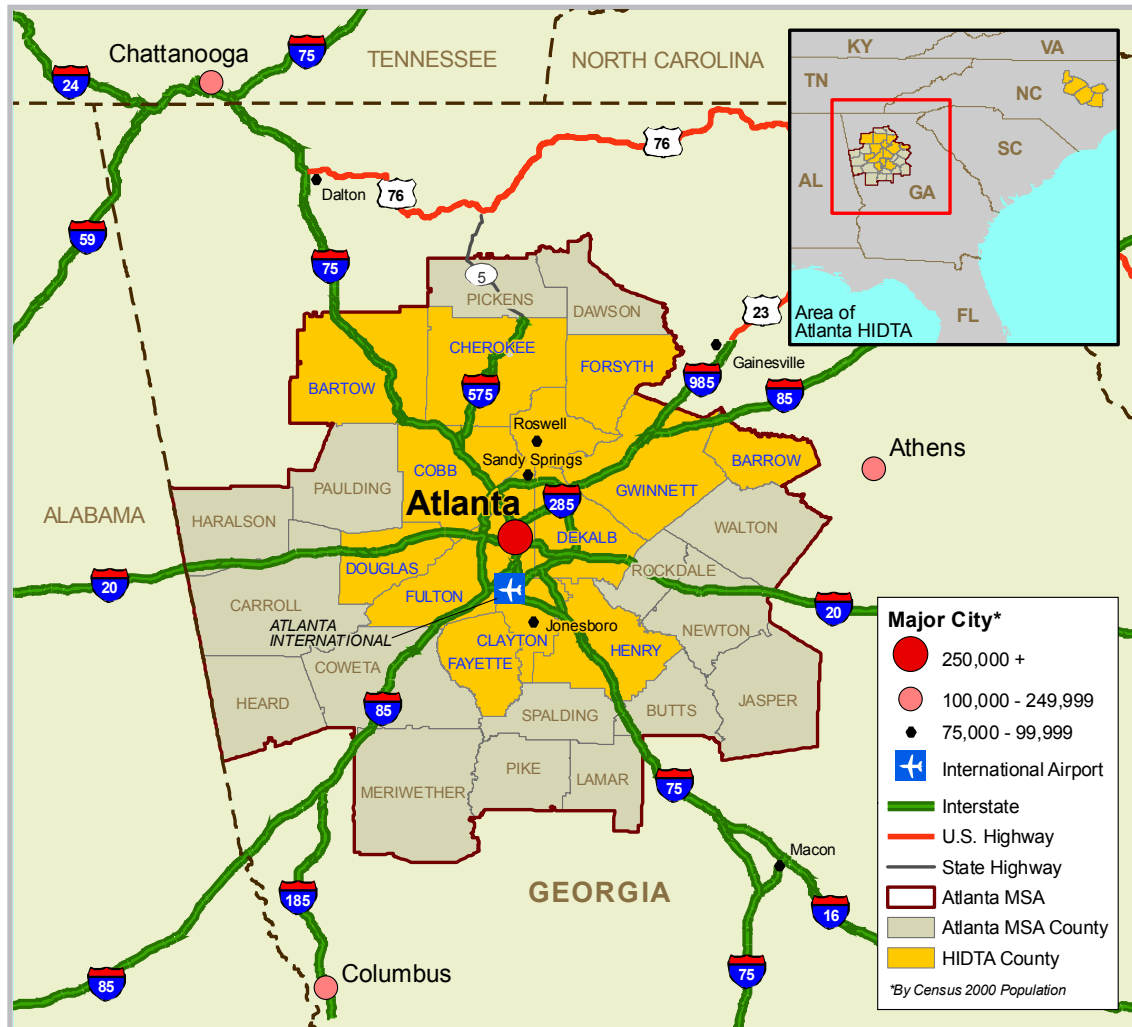 Chattanooga
TENNESSEE
NORTH CAROLINA
75
24
76
76
Dalton
59
75
5
PICKENS
DAWSON
23
Gainesville
CHEROKEE
FORSYTH
BARTOW
575
985
85
Roswell
Sandy Springs
COBB
BARROW
Athens
PAULDING
GWINNETT
Atlanta
285
ALABAMA
HARALSON
WALTON
DEKALB
DOUGLAS
ROCKDALE
20
FULTON
20
CARROLL
ATLANTA
INTERNATIONAL
Jonesboro
NEWTON
CLAYTON
HENRY
COWETA
FAYETTE
HEARD
85
JASPER
BUTTS
SPALDING
PIKE
LAMAR
MERIWETHER
75
Macon
GEORGIA
185
16
75
85
Columbus
KY
VA
TN
NC
SC
AL
GA
FL
Area of
Atlanta HIDTA
Major City*
250,000 +
100,000 - 249,999
75,000 - 99,999
International Airport
Interstate
U.S. Highway
State Highway
Atlanta MSA
Atlanta MSA County
HIDTA County
*By Census 2000 Population